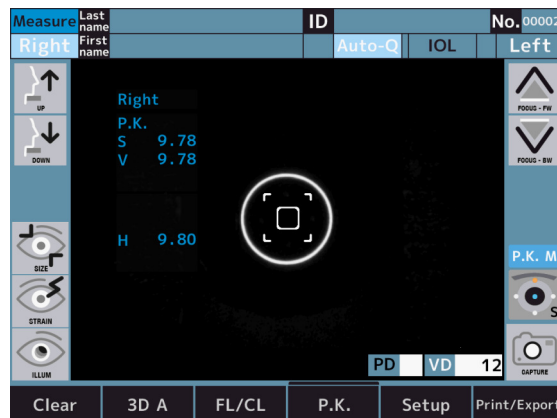 Measure Last name ID No. 00002
Right First name Auto-Q IOL Left
UP
FOCUS - FW
DOWN
FOCUS - BW
Right
P.K.
S 9.78
V 9.78
H 9.80
SIZE
P.K. M
STRAIN
S
ILLUM
CAPTURE
PD VD 12
Clear 3D A FL/CL P.K. Setup Print/Export